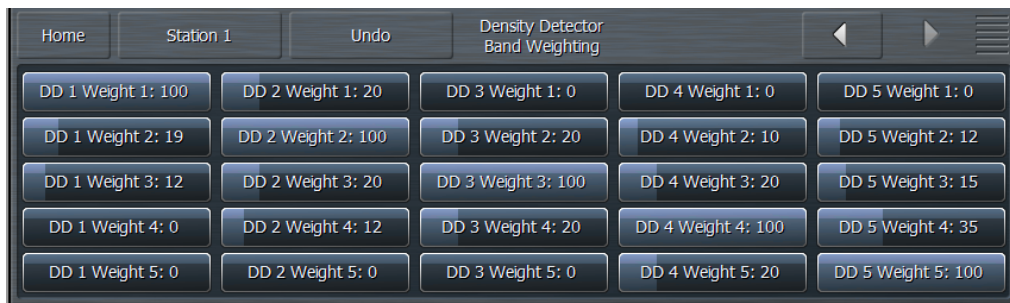 Home
Station 1
Undo
Density Detector
Band Weighting
DD 1 Weight 1: 100
DD 2 Weight 1: 20
DD 3 Weight 1: 0
DD 4 Weight 1: 0
DD 5 Weight 1: 0
DD 1 Weight 2: 19
DD 2 Weight 2: 100
DD 3 Weight 2: 20
DD 4 Weight 2: 10
DD 5 Weight 2: 12
DD 1 Weight 3: 12
DD 2 Weight 3: 20
DD 3 Weight 3: 100
DD 4 Weight 3: 20
DD 5 Weight 3: 15
DD 1 Weight 4: 0
DD 2 Weight 4: 12
DD 3 Weight 4: 20
DD 4 Weight 4: 100
DD 5 Weight 4: 35
DD 1 Weight 5: 0
DD 2 Weight 5: 0
DD 3 Weight 5: 0
DD 4 Weight 5: 20
DD 5 Weight 5: 100